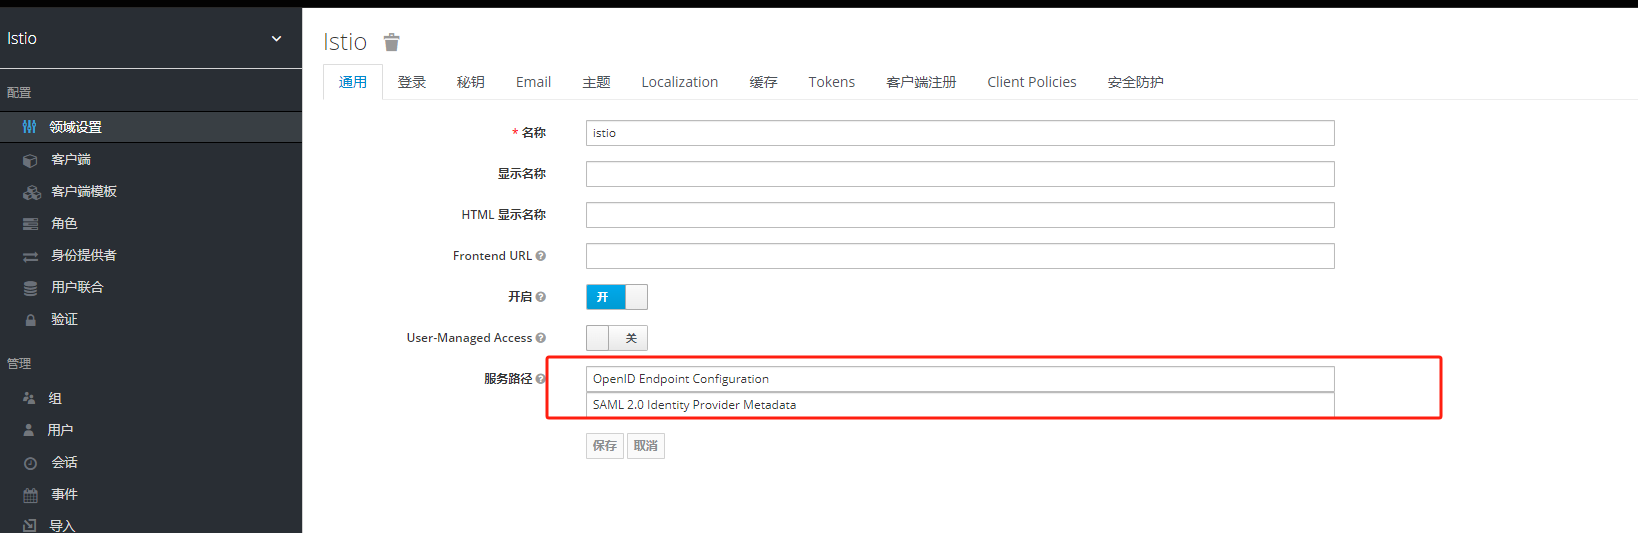 Istio
配置
领域设置
客户端
客户端模板
角色
身份提供者
用户联合
验证
管理
组
用户
会话
事件
导入
Istio
通用 登录 秘钥 Email 主题 Localization 缓存 Tokens 客户端注册 Client Policies 安全防护
* 名称 istio
显示名称
HTML 显示名称
Frontend URL
开启 开
User-Managed Access 关
服务路径 OpenID Endpoint Configuration
SAML 2.0 Identity Provider Metadata
保存 取消